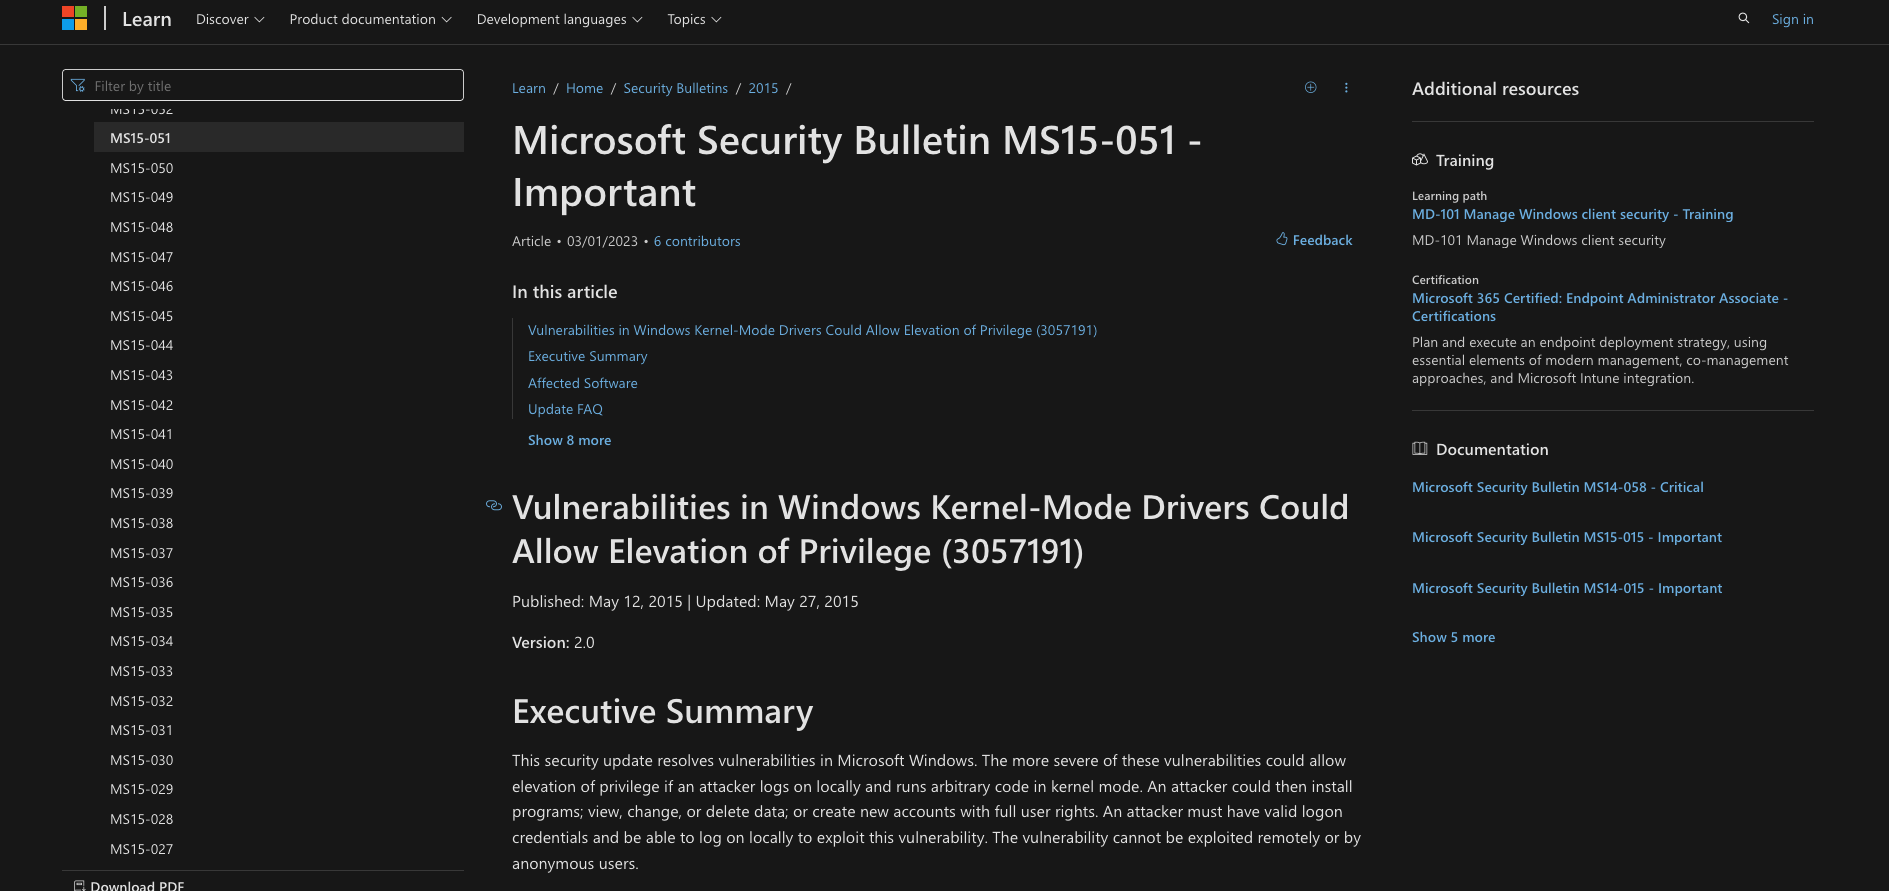 Learn
Discover
Product documentation
Development languages
Topics
Sign in
Filter by title
MS15-052
MS15-051
MS15-050
MS15-049
MS15-048
MS15-047
MS15-046
MS15-045
MS15-044
MS15-043
MS15-042
MS15-041
MS15-040
MS15-039
MS15-038
MS15-037
MS15-036
MS15-035
MS15-034
MS15-033
MS15-032
MS15-031
MS15-030
MS15-029
MS15-028
MS15-027
Download PDF
Learn / Home / Security Bulletins / 2015 /
Microsoft Security Bulletin MS15-051 -
Important
Article • 03/01/2023 • 6 contributors
Feedback
In this article
Vulnerabilities in Windows Kernel-Mode Drivers Could Allow Elevation of Privilege (3057191)
Executive Summary
Affected Software
Update FAQ
Show 8 more
Vulnerabilities in Windows Kernel-Mode Drivers Could
Allow Elevation of Privilege (3057191)
Published: May 12, 2015 | Updated: May 27, 2015
Version: 2.0
Executive Summary
This security update resolves vulnerabilities in Microsoft Windows. The more severe of these vulnerabilities could allow
elevation of privilege if an attacker logs on locally and runs arbitrary code in kernel mode. An attacker could then install
programs; view, change, or delete data; or create new accounts with full user rights. An attacker must have valid logon
credentials and be able to log on locally to exploit this vulnerability. The vulnerability cannot be exploited remotely or by
anonymous users.
Additional resources
Training
Learning path
MD-101 Manage Windows client security - Training
MD-101 Manage Windows client security
Certification
Microsoft 365 Certified: Endpoint Administrator Associate -
Certifications
Plan and execute an endpoint deployment strategy, using
essential elements of modern management, co-management
approaches, and Microsoft Intune integration.
Documentation
Microsoft Security Bulletin MS14-058 - Critical
Microsoft Security Bulletin MS15-015 - Important
Microsoft Security Bulletin MS14-015 - Important
Show 5 more